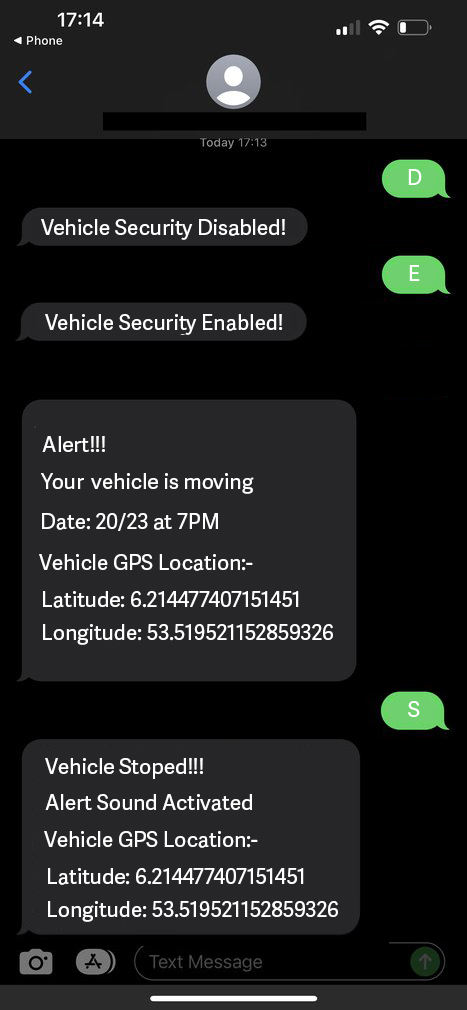 17:14
◀ Phone
Today 17:13
D
Vehicle Security Disabled!
E
Vehicle Security Enabled!
Alert!!!
Your vehicle is moving
Date: 20/23 at 7PM
Vehicle GPS Location:-
Latitude: 6.214477407151451
Longitude: 53.519521152859326
S
Vehicle Stoped!!!
Alert Sound Activated
Vehicle GPS Location:-
Latitude: 6.214477407151451
Longitude: 53.519521152859326
Text Message